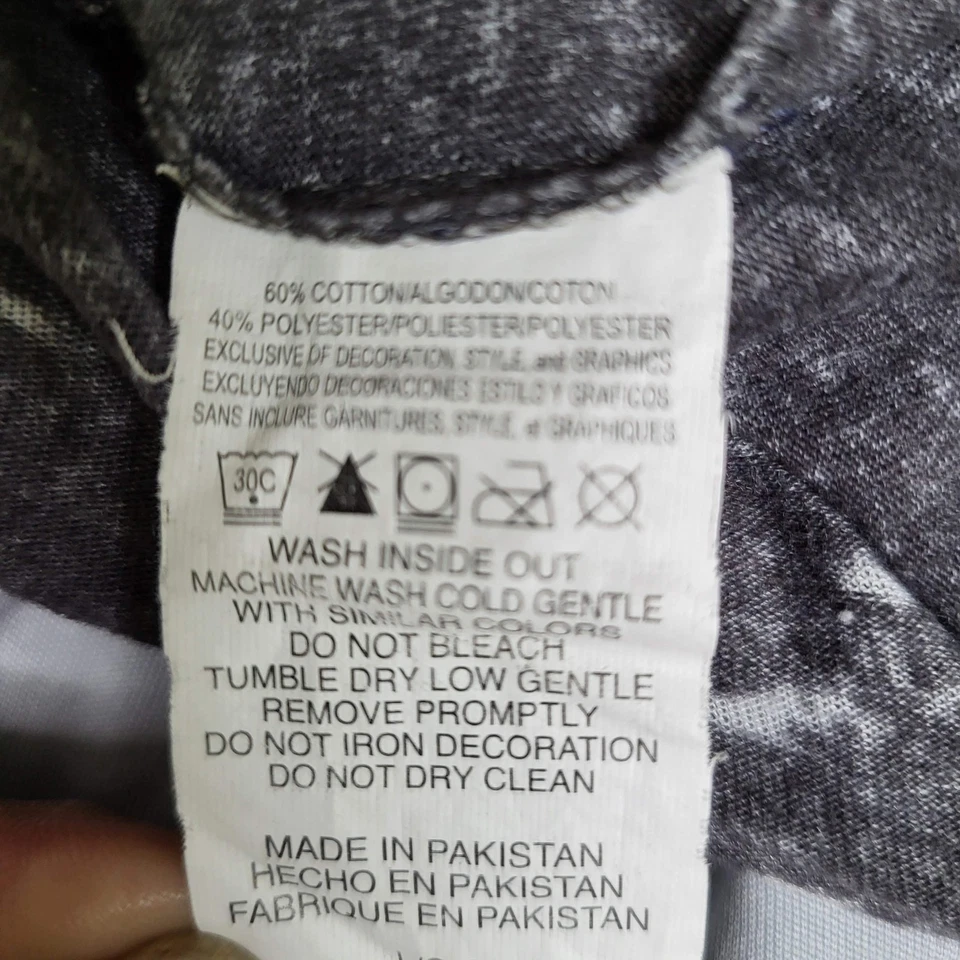 60% COTTON/ALGODON/COTON
40% POLYESTER/POLIESTER/POLYESTER
EXCLUSIVE OF DECORATION, STYLE, and GRAPHICS
EXCLUYENDO DECORACIONES ESTILO Y GRAFICOS
SANS INCLURE GARNITURES, STYLE, et GRAPHIQUES
30C
WASH INSIDE OUT
MACHINE WASH COLD GENTLE
WITH SIMILAR COLORS
DO NOT BLEACH
TUMBLE DRY LOW GENTLE
REMOVE PROMPTLY
DO NOT IRON DECORATION
DO NOT DRY CLEAN
MADE IN PAKISTAN
HECHO EN PAKISTAN
FABRIQUE EN PAKISTAN